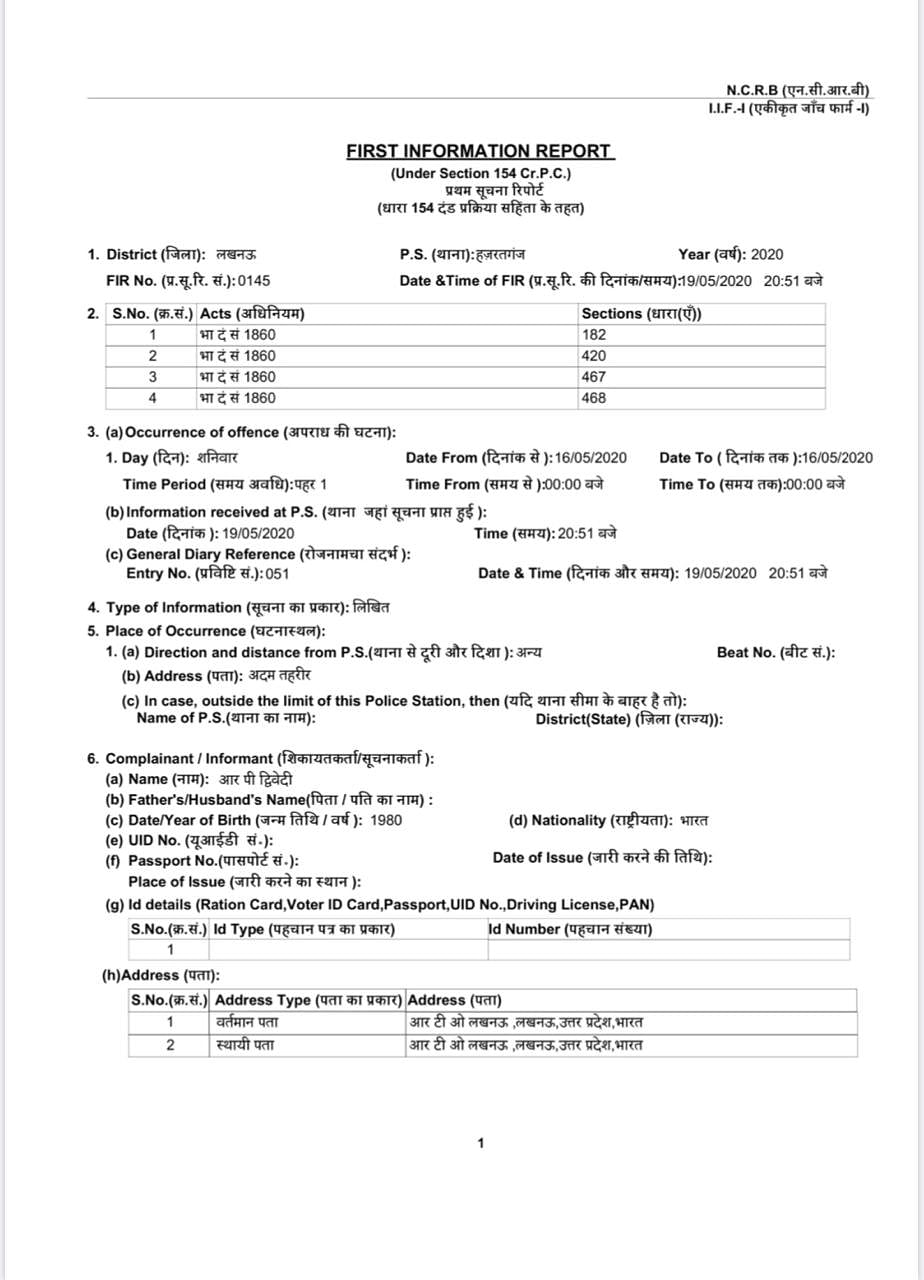 N.C.R.B (एन.सी.आर.बी)
I.I.F.-I (एकीकृत जाँच फार्म -I)
FIRST INFORMATION REPORT
(Under Section 154 Cr.P.C.)
प्रथम सूचना रिपोर्ट
(धारा 154 दंड प्रक्रिया सहिंता के तहत)
1. District (जिला): लखनऊ P.S. (थाना):हज़रतगंज Year (वर्ष): 2020
FIR No. (प्र.सू.रि. सं.):0145 Date &Time of FIR (प्र.सू.रि. की दिनांक/समय):19/05/2020 20:51 बजे
2. S.No. (क्र.सं.) Acts (अधिनियम) Sections (धारा(एँ))
1 भा दं सं 1860 182
2 भा दं सं 1860 420
3 भा दं सं 1860 467
4 भा दं सं 1860 468
3. (a) Occurrence of offence (अपराध की घटना):
1. Day (दिन): शनिवार Date From (दिनांक से ):16/05/2020 Date To ( दिनांक तक ):16/05/2020
Time Period (समय अवधि):पहर 1 Time From (समय से ):00:00 बजे Time To (समय तक):00:00 बजे
(b) Information received at P.S. (थाना जहां सूचना प्राप्त हुई ):
Date (दिनांक ): 19/05/2020 Time (समय): 20:51 बजे
(c) General Diary Reference (रोजनामचा संदर्भ ):
Entry No. (प्रविष्टि सं.):051 Date & Time (दिनांक और समय): 19/05/2020 20:51 बजे
4. Type of Information (सूचना का प्रकार): लिखित
5. Place of Occurrence (घटनास्थल):
1. (a) Direction and distance from P.S.(थाना से दूरी और दिशा ): अन्य Beat No. (बीट सं.):
(b) Address (पता): अदम तहरीर
(c) In case, outside the limit of this Police Station, then (यदि थाना सीमा के बाहर है तो):
Name of P.S.(थाना का नाम): District(State) (ज़िला (राज्य)):
6. Complainant / Informant (शिकायतकर्ता/सूचनाकर्ता ):
(a) Name (नाम): आर पी द्विवेदी
(b) Father's/Husband's Name(पिता / पति का नाम) :
(c) Date/Year of Birth (जन्म तिथि / वर्ष ): 1980 (d) Nationality (राष्ट्रीयता): भारत
(e) UID No. (यूआईडी सं.):
(f) Passport No.(पासपोर्ट सं.): Date of Issue (जारी करने की तिथि):
Place of Issue (जारी करने का स्थान ):
(g) Id details (Ration Card,Voter ID Card,Passport,UID No.,Driving License,PAN)
S.No.(क्र.सं.) Id Type (पहचान पत्र का प्रकार) Id Number (पहचान संख्या)
1
(h)Address (पता):
S.No.(क्र.सं.) Address Type (पता का प्रकार) Address (पता)
1 वर्तमान पता आर टी ओ लखनऊ ,लखनऊ,उत्तर प्रदेश,भारत
2 स्थायी पता आर टी ओ लखनऊ ,लखनऊ,उत्तर प्रदेश,भारत
1